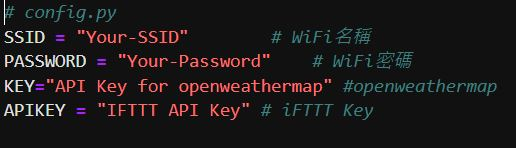 # config.py
SSID = "Your-SSID"        # WiFi名稱
PASSWORD = "Your-Password"    # WiFi密碼
KEY="API Key for openweathermap" #openweathermap
APIKEY = "IFTTT API Key" # iFTTT Key